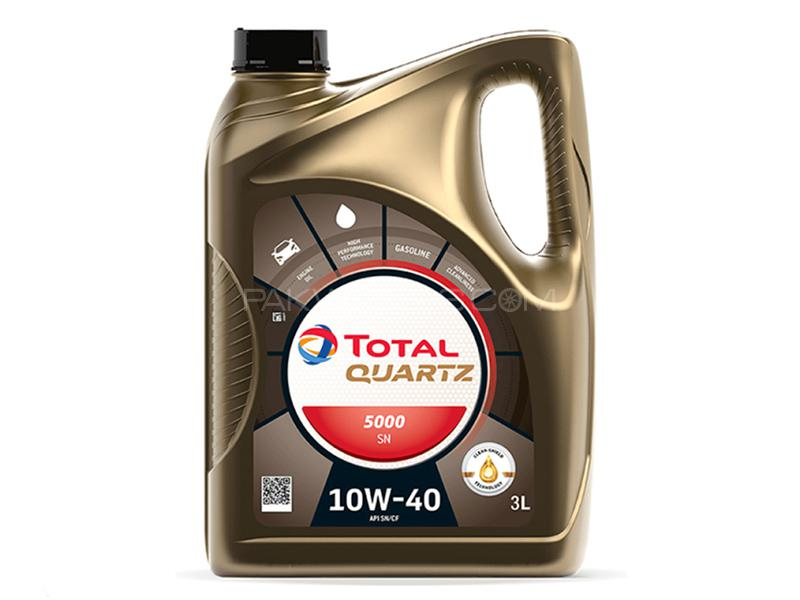 ENGINE
OIL
HIGH
PERFORMANCE
TECHNOLOGY
GASOLINE
ADVANCED
CLEANLINESS
TOTAL
QUARTZ
5000
SN
CLEAN-SHIELD
TECHNOLOGY
10W-40
API SN/CF
3L